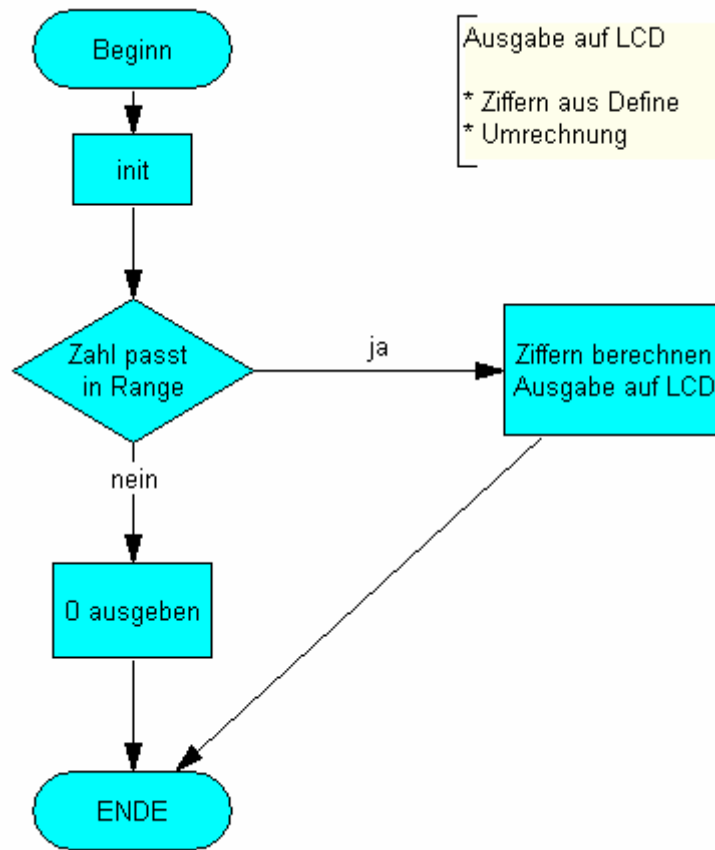 Beginn
Ausgabe auf LCD
* Ziffern aus Define
* Umrechnung
init
Zahl passt
in Range
ja
Ziffern berechnen
Ausgabe auf LCD
nein
0 ausgeben
ENDE